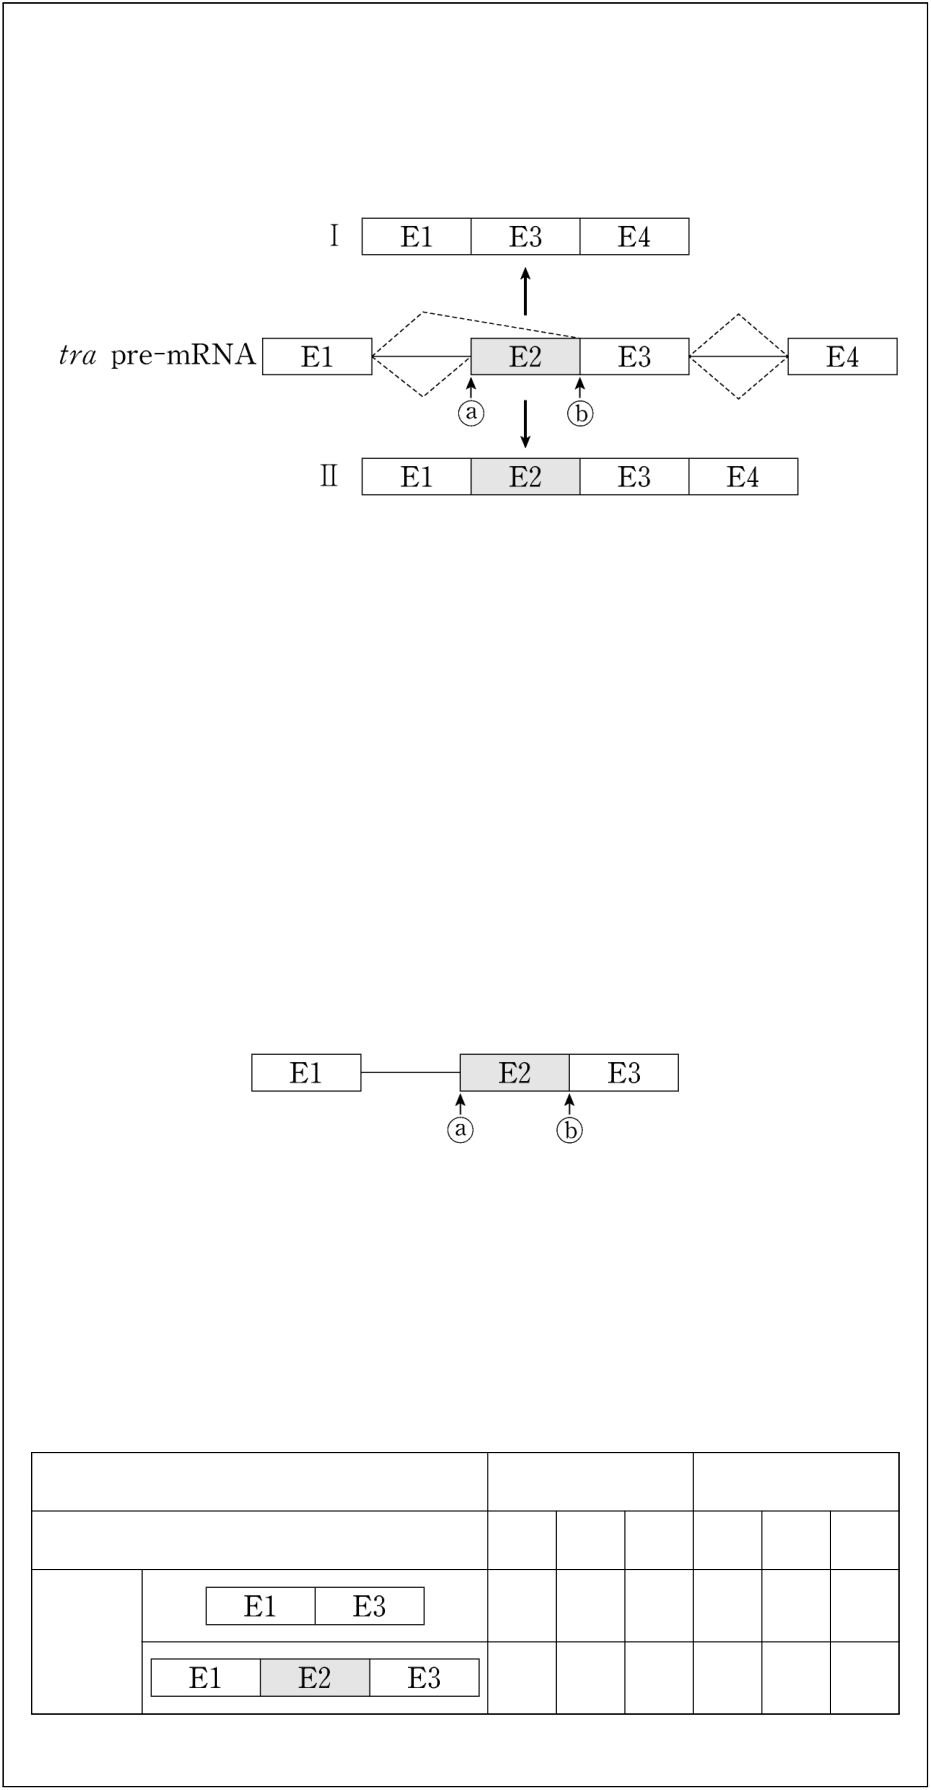 Ⅰ E1 E3 E4
tra pre-mRNA E1 E2 E3 E4
ⓐ ⓑ
Ⅱ E1 E2 E3 E4
E1 E2 E3
ⓐ ⓑ
E1 E3
E1 E2 E3